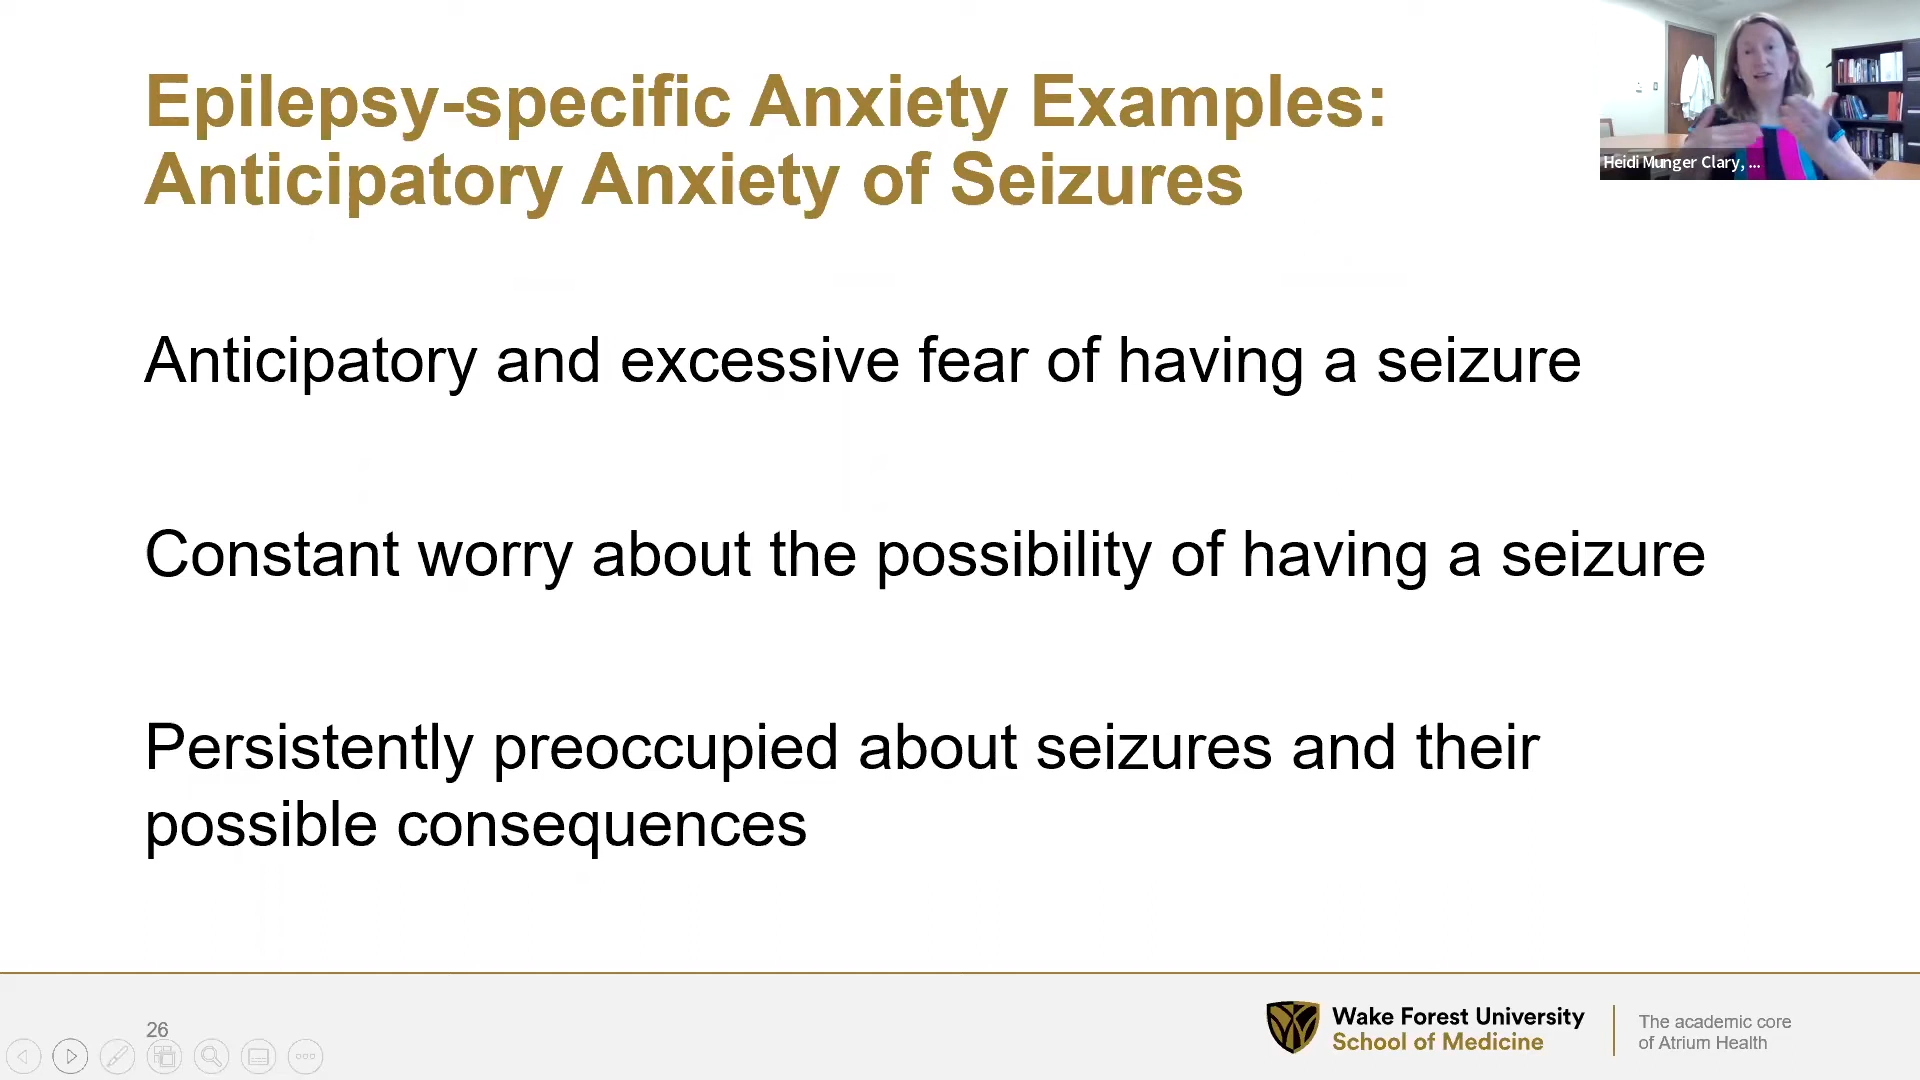 Epilepsy-specific Anxiety Examples:
Anticipatory Anxiety of Seizures
Heidi Munger Clary, ...
Anticipatory and excessive fear of having a seizure
Constant worry about the possibility of having a seizure
Persistently preoccupied about seizures and their
possible consequences
26
Wake Forest University
School of Medicine
The academic core
of Atrium Health